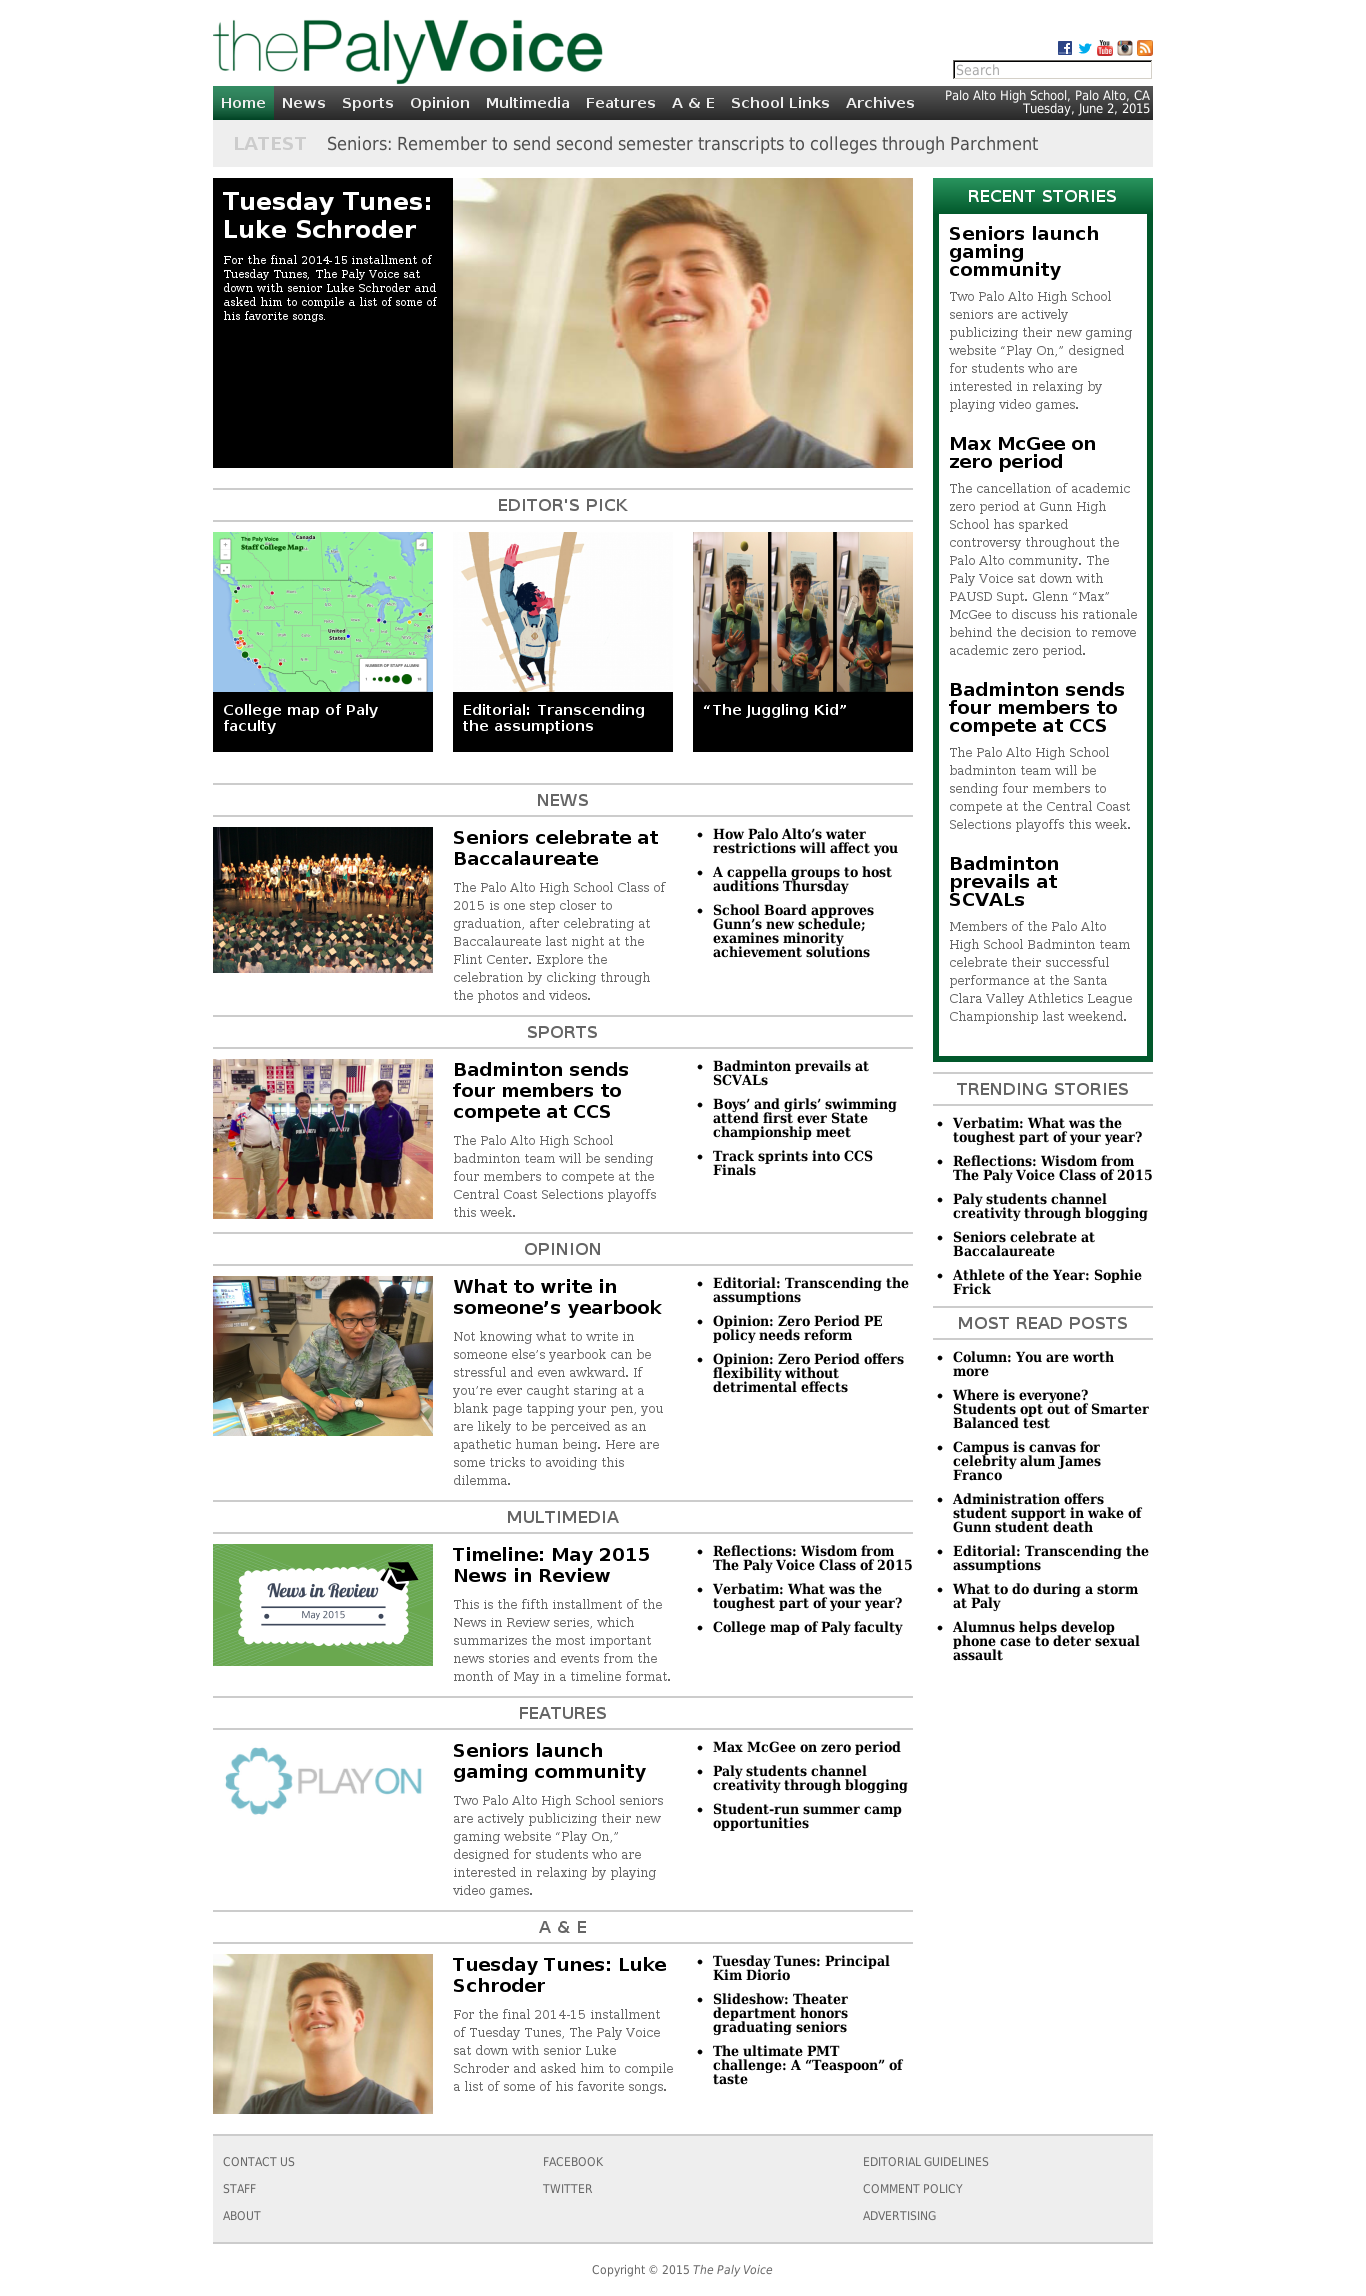 thePalyVoice
Search
Home News Sports Opinion Multimedia Features A & E School Links Archives
Palo Alto High School, Palo Alto, CA
Tuesday, June 2, 2015
LATEST Seniors: Remember to send second semester transcripts to colleges through Parchment
Tuesday Tunes:
Luke Schroder
For the final 2014-15 installment of
Tuesday Tunes, The Paly Voice sat
down with senior Luke Schroder and
asked him to compile a list of some of
his favorite songs.
EDITOR'S PICK
The Paly Voice
Staff College Map
Canada
United
States
NUMBER OF STAFF ALUMNI
College map of Paly
faculty
Editorial: Transcending
the assumptions
“The Juggling Kid”
NEWS
Seniors celebrate at
Baccalaureate
The Palo Alto High School Class of
2015 is one step closer to
graduation, after celebrating at
Baccalaureate last night at the
Flint Center. Explore the
celebration by clicking through
the photos and videos.
• How Palo Alto’s water
restrictions will affect you
• A cappella groups to host
auditions Thursday
• School Board approves
Gunn’s new schedule;
examines minority
achievement solutions
SPORTS
Badminton sends
four members to
compete at CCS
The Palo Alto High School
badminton team will be sending
four members to compete at the
Central Coast Selections playoffs
this week.
• Badminton prevails at
SCVALs
• Boys’ and girls’ swimming
attend first ever State
championship meet
• Track sprints into CCS
Finals
OPINION
What to write in
someone’s yearbook
Not knowing what to write in
someone else’s yearbook can be
stressful and even awkward. If
you’re ever caught staring at a
blank page tapping your pen, you
are likely to be perceived as an
apathetic human being. Here are
some tricks to avoiding this
dilemma.
• Editorial: Transcending the
assumptions
• Opinion: Zero Period PE
policy needs reform
• Opinion: Zero Period offers
flexibility without
detrimental effects
MULTIMEDIA
News in Review
May 2015
Timeline: May 2015
News in Review
This is the fifth installment of the
News in Review series, which
summarizes the most important
news stories and events from the
month of May in a timeline format.
• Reflections: Wisdom from
The Paly Voice Class of 2015
• Verbatim: What was the
toughest part of your year?
• College map of Paly faculty
FEATURES
PLAYON
Seniors launch
gaming community
Two Palo Alto High School seniors
are actively publicizing their new
gaming website “Play On,”
designed for students who are
interested in relaxing by playing
video games.
• Max McGee on zero period
• Paly students channel
creativity through blogging
• Student-run summer camp
opportunities
A & E
Tuesday Tunes: Luke
Schroder
For the final 2014-15 installment
of Tuesday Tunes, The Paly Voice
sat down with senior Luke
Schroder and asked him to compile
a list of some of his favorite songs.
• Tuesday Tunes: Principal
Kim Diorio
• Slideshow: Theater
department honors
graduating seniors
• The ultimate PMT
challenge: A “Teaspoon” of
taste
RECENT STORIES
Seniors launch
gaming
community
Two Palo Alto High School
seniors are actively
publicizing their new gaming
website “Play On,” designed
for students who are
interested in relaxing by
playing video games.
Max McGee on
zero period
The cancellation of academic
zero period at Gunn High
School has sparked
controversy throughout the
Palo Alto community. The
Paly Voice sat down with
PAUSD Supt. Glenn “Max”
McGee to discuss his rationale
behind the decision to remove
academic zero period.
Badminton sends
four members to
compete at CCS
The Palo Alto High School
badminton team will be
sending four members to
compete at the Central Coast
Selections playoffs this week.
Badminton
prevails at
SCVALs
Members of the Palo Alto
High School Badminton team
celebrate their successful
performance at the Santa
Clara Valley Athletics League
Championship last weekend.
TRENDING STORIES
• Verbatim: What was the
toughest part of your year?
• Reflections: Wisdom from
The Paly Voice Class of 2015
• Paly students channel
creativity through blogging
• Seniors celebrate at
Baccalaureate
• Athlete of the Year: Sophie
Frick
MOST READ POSTS
• Column: You are worth
more
• Where is everyone?
Students opt out of Smarter
Balanced test
• Campus is canvas for
celebrity alum James
Franco
• Administration offers
student support in wake of
Gunn student death
• Editorial: Transcending the
assumptions
• What to do during a storm
at Paly
• Alumnus helps develop
phone case to deter sexual
assault
CONTACT US
STAFF
ABOUT
FACEBOOK
TWITTER
EDITORIAL GUIDELINES
COMMENT POLICY
ADVERTISING
Copyright © 2015 The Paly Voice